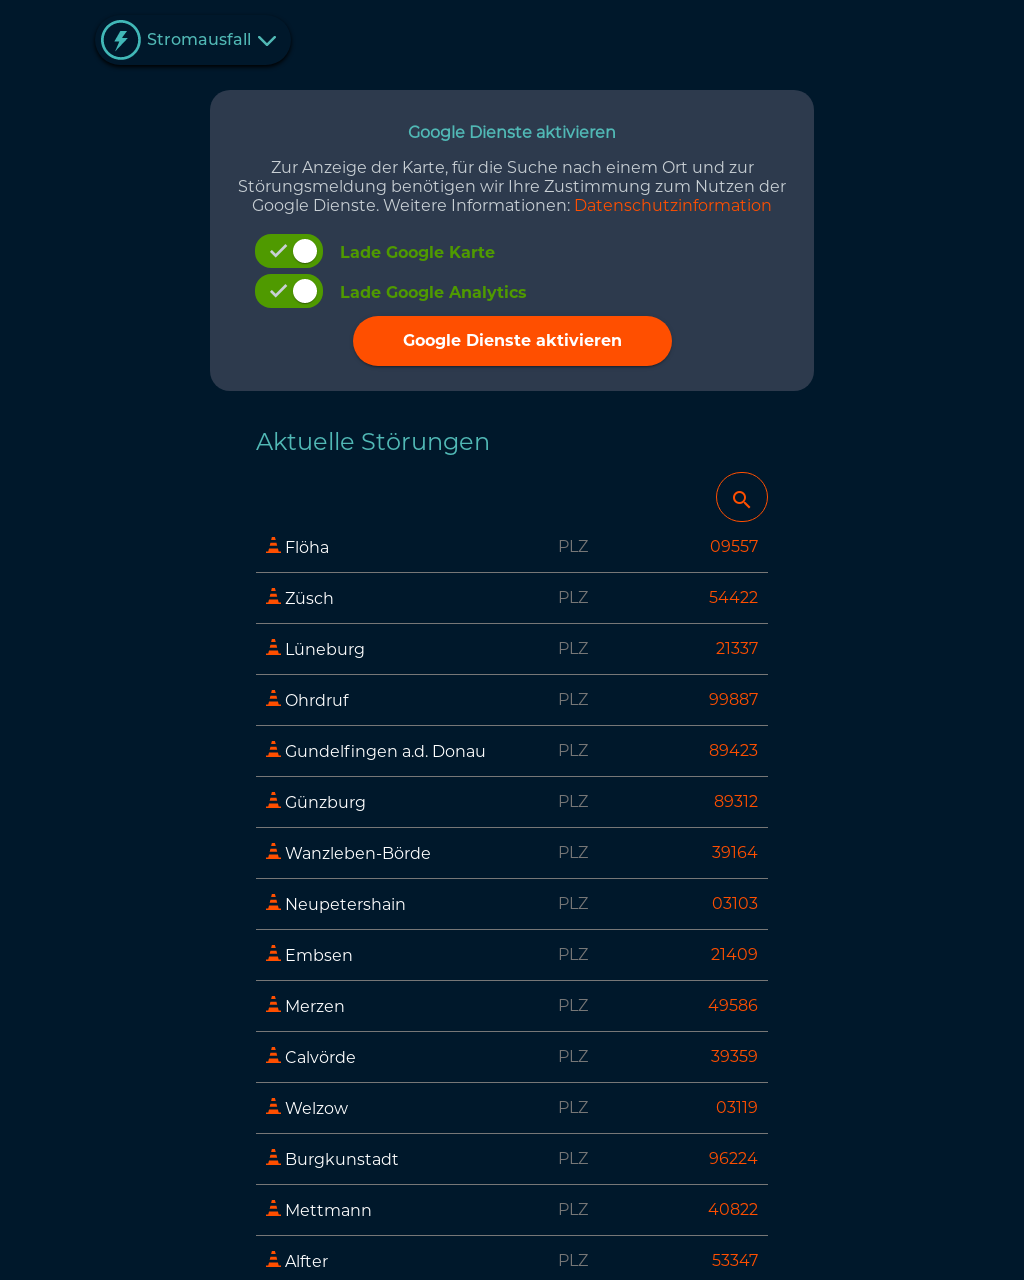 Stromausfall
Google Dienste aktivieren
Zur Anzeige der Karte, für die Suche nach einem Ort und zur
Störungsmeldung benötigen wir Ihre Zustimmung zum Nutzen der
Google Dienste. Weitere Informationen: Datenschutzinformation
Lade Google Karte
Lade Google Analytics
Google Dienste aktivieren
Aktuelle Störungen
Flöha PLZ 09557
Züsch PLZ 54422
Lüneburg PLZ 21337
Ohrdruf PLZ 99887
Gundelfingen a.d. Donau PLZ 89423
Günzburg PLZ 89312
Wanzleben-Börde PLZ 39164
Neupetershain PLZ 03103
Embsen PLZ 21409
Merzen PLZ 49586
Calvörde PLZ 39359
Welzow PLZ 03119
Burgkunstadt PLZ 96224
Mettmann PLZ 40822
Alfter PLZ 53347